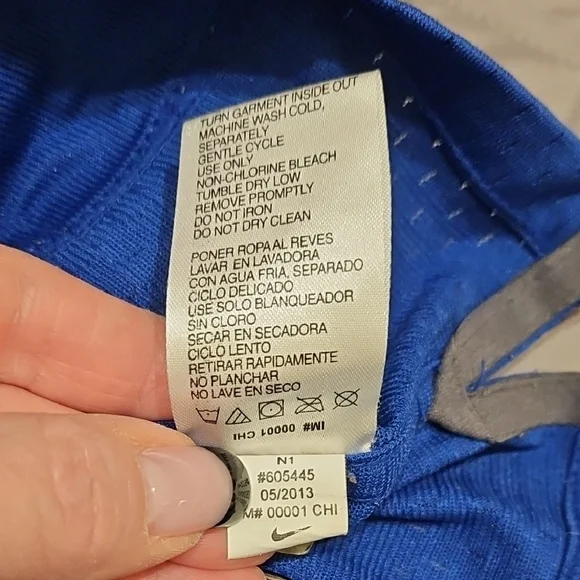 TURN GARMENT INSIDE OUT
MACHINE WASH COLD,
SEPARATELY
GENTLE CYCLE
USE ONLY
NON-CHLORINE BLEACH
TUMBLE DRY LOW
REMOVE PROMPTLY
DO NOT IRON
DO NOT DRY CLEAN
PONER ROPA AL REVES
LAVAR EN LAVADORA
CON AGUA FRIA, SEPARADO
CICLO DELICADO
USE SOLO BLANQUEADOR
SIN CLORO
SECAR EN SECADORA
CICLO LENTO
RETIRAR RAPIDAMENTE
NO PLANCHAR
NO LAVE EN SECO
IM# 00001 CHI
N1
#605445
05/2013
M# 00001 CHI